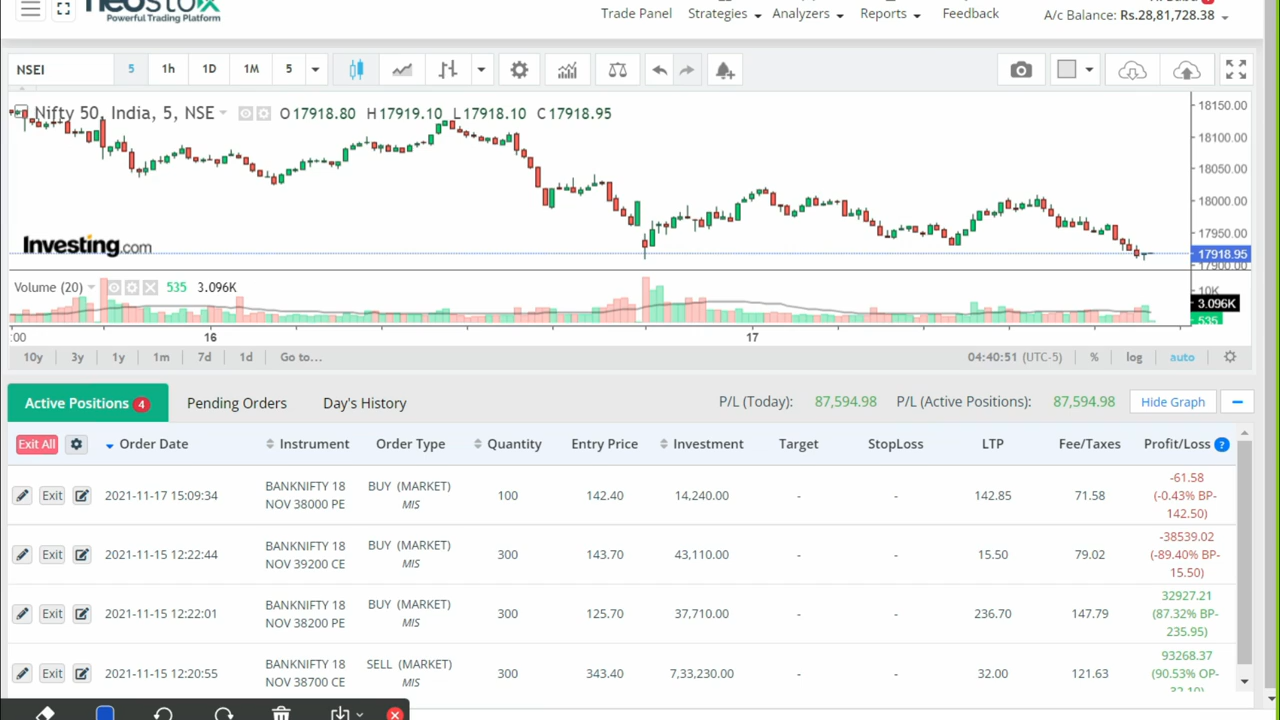 neostox
Powerful Trading Platform
Trade Panel Strategies Analyzers Reports Feedback
A/c Balance: Rs.28,81,728.38
NSEI 5 1h 1D 1M 5
Nifty 50, India, 5, NSE O17918.80 H17919.10 L17918.10 C17918.95
18150.00
18100.00
18050.00
18000.00
17950.00
17918.95
17900.00
Investing.com
Volume (20) 535 3.096K
10K
3.096K
535
:00 16 17
10y 3y 1y 1m 7d 1d Go to... 04:40:51 (UTC-5) % log auto
Active Positions 4 Pending Orders Day's History P/L (Today): 87,594.98 P/L (Active Positions): 87,594.98 Hide Graph
Exit All Order Date Instrument Order Type Quantity Entry Price Investment Target StopLoss LTP Fee/Taxes Profit/Loss ?
Exit 2021-11-17 15:09:34 BANKNIFTY 18 NOV 38000 PE BUY (MARKET) MIS 100 142.40 14,240.00 - - 142.85 71.58 -61.58 (-0.43% BP-142.50)
Exit 2021-11-15 12:22:44 BANKNIFTY 18 NOV 39200 CE BUY (MARKET) MIS 300 143.70 43,110.00 - - 15.50 79.02 -38539.02 (-89.40% BP-15.50)
Exit 2021-11-15 12:22:01 BANKNIFTY 18 NOV 38200 PE BUY (MARKET) MIS 300 125.70 37,710.00 - - 236.70 147.79 32927.21 (87.32% BP-235.95)
Exit 2021-11-15 12:20:55 BANKNIFTY 18 NOV 38700 CE SELL (MARKET) MIS 300 343.40 7,33,230.00 - - 32.00 121.63 93268.37 (90.53% OP-32.10)